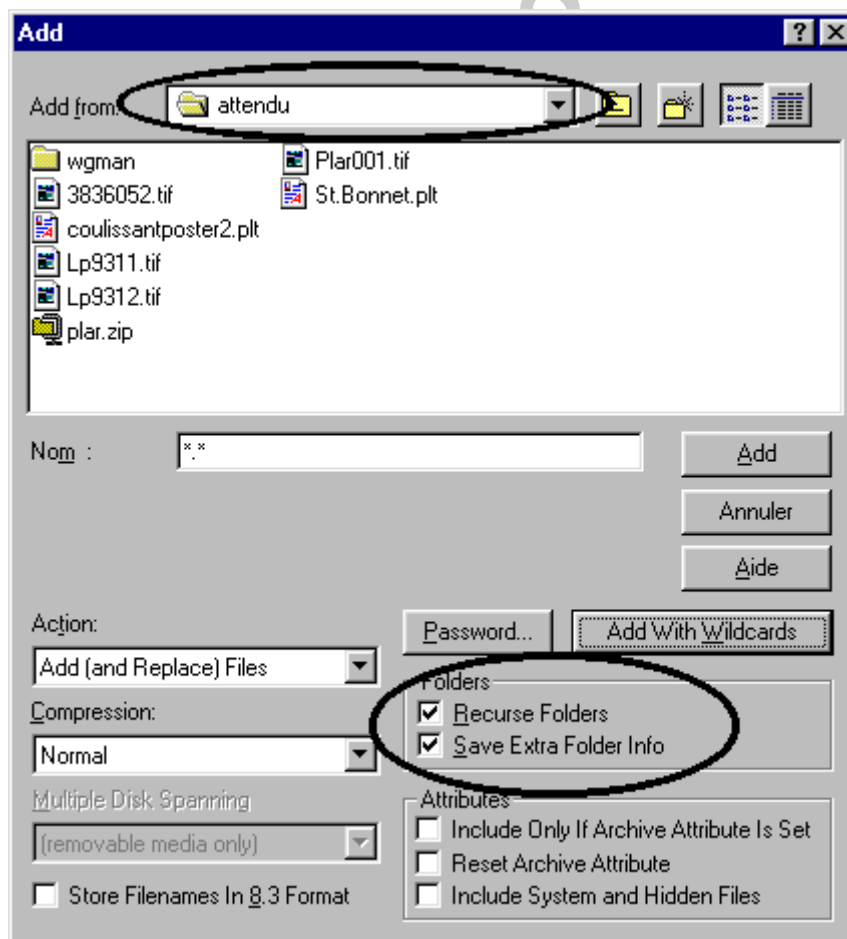 Add
Add from: attendu
wgman
3836052.tif
coulissantposter2.plt
Lp9311.tif
Lp9312.tif
plar.zip
Plar001.tif
St.Bonnet.plt
Nom : *.*
Add
Annuler
Aide
Action:
Add (and Replace) Files
Compression:
Normal
Multiple Disk Spanning
(removable media only)
Store Filenames In 8.3 Format
Password... Add With Wildcards
Folders
Recurse Folders
Save Extra Folder Info
Attributes
Include Only If Archive Attribute Is Set
Reset Archive Attribute
Include System and Hidden Files